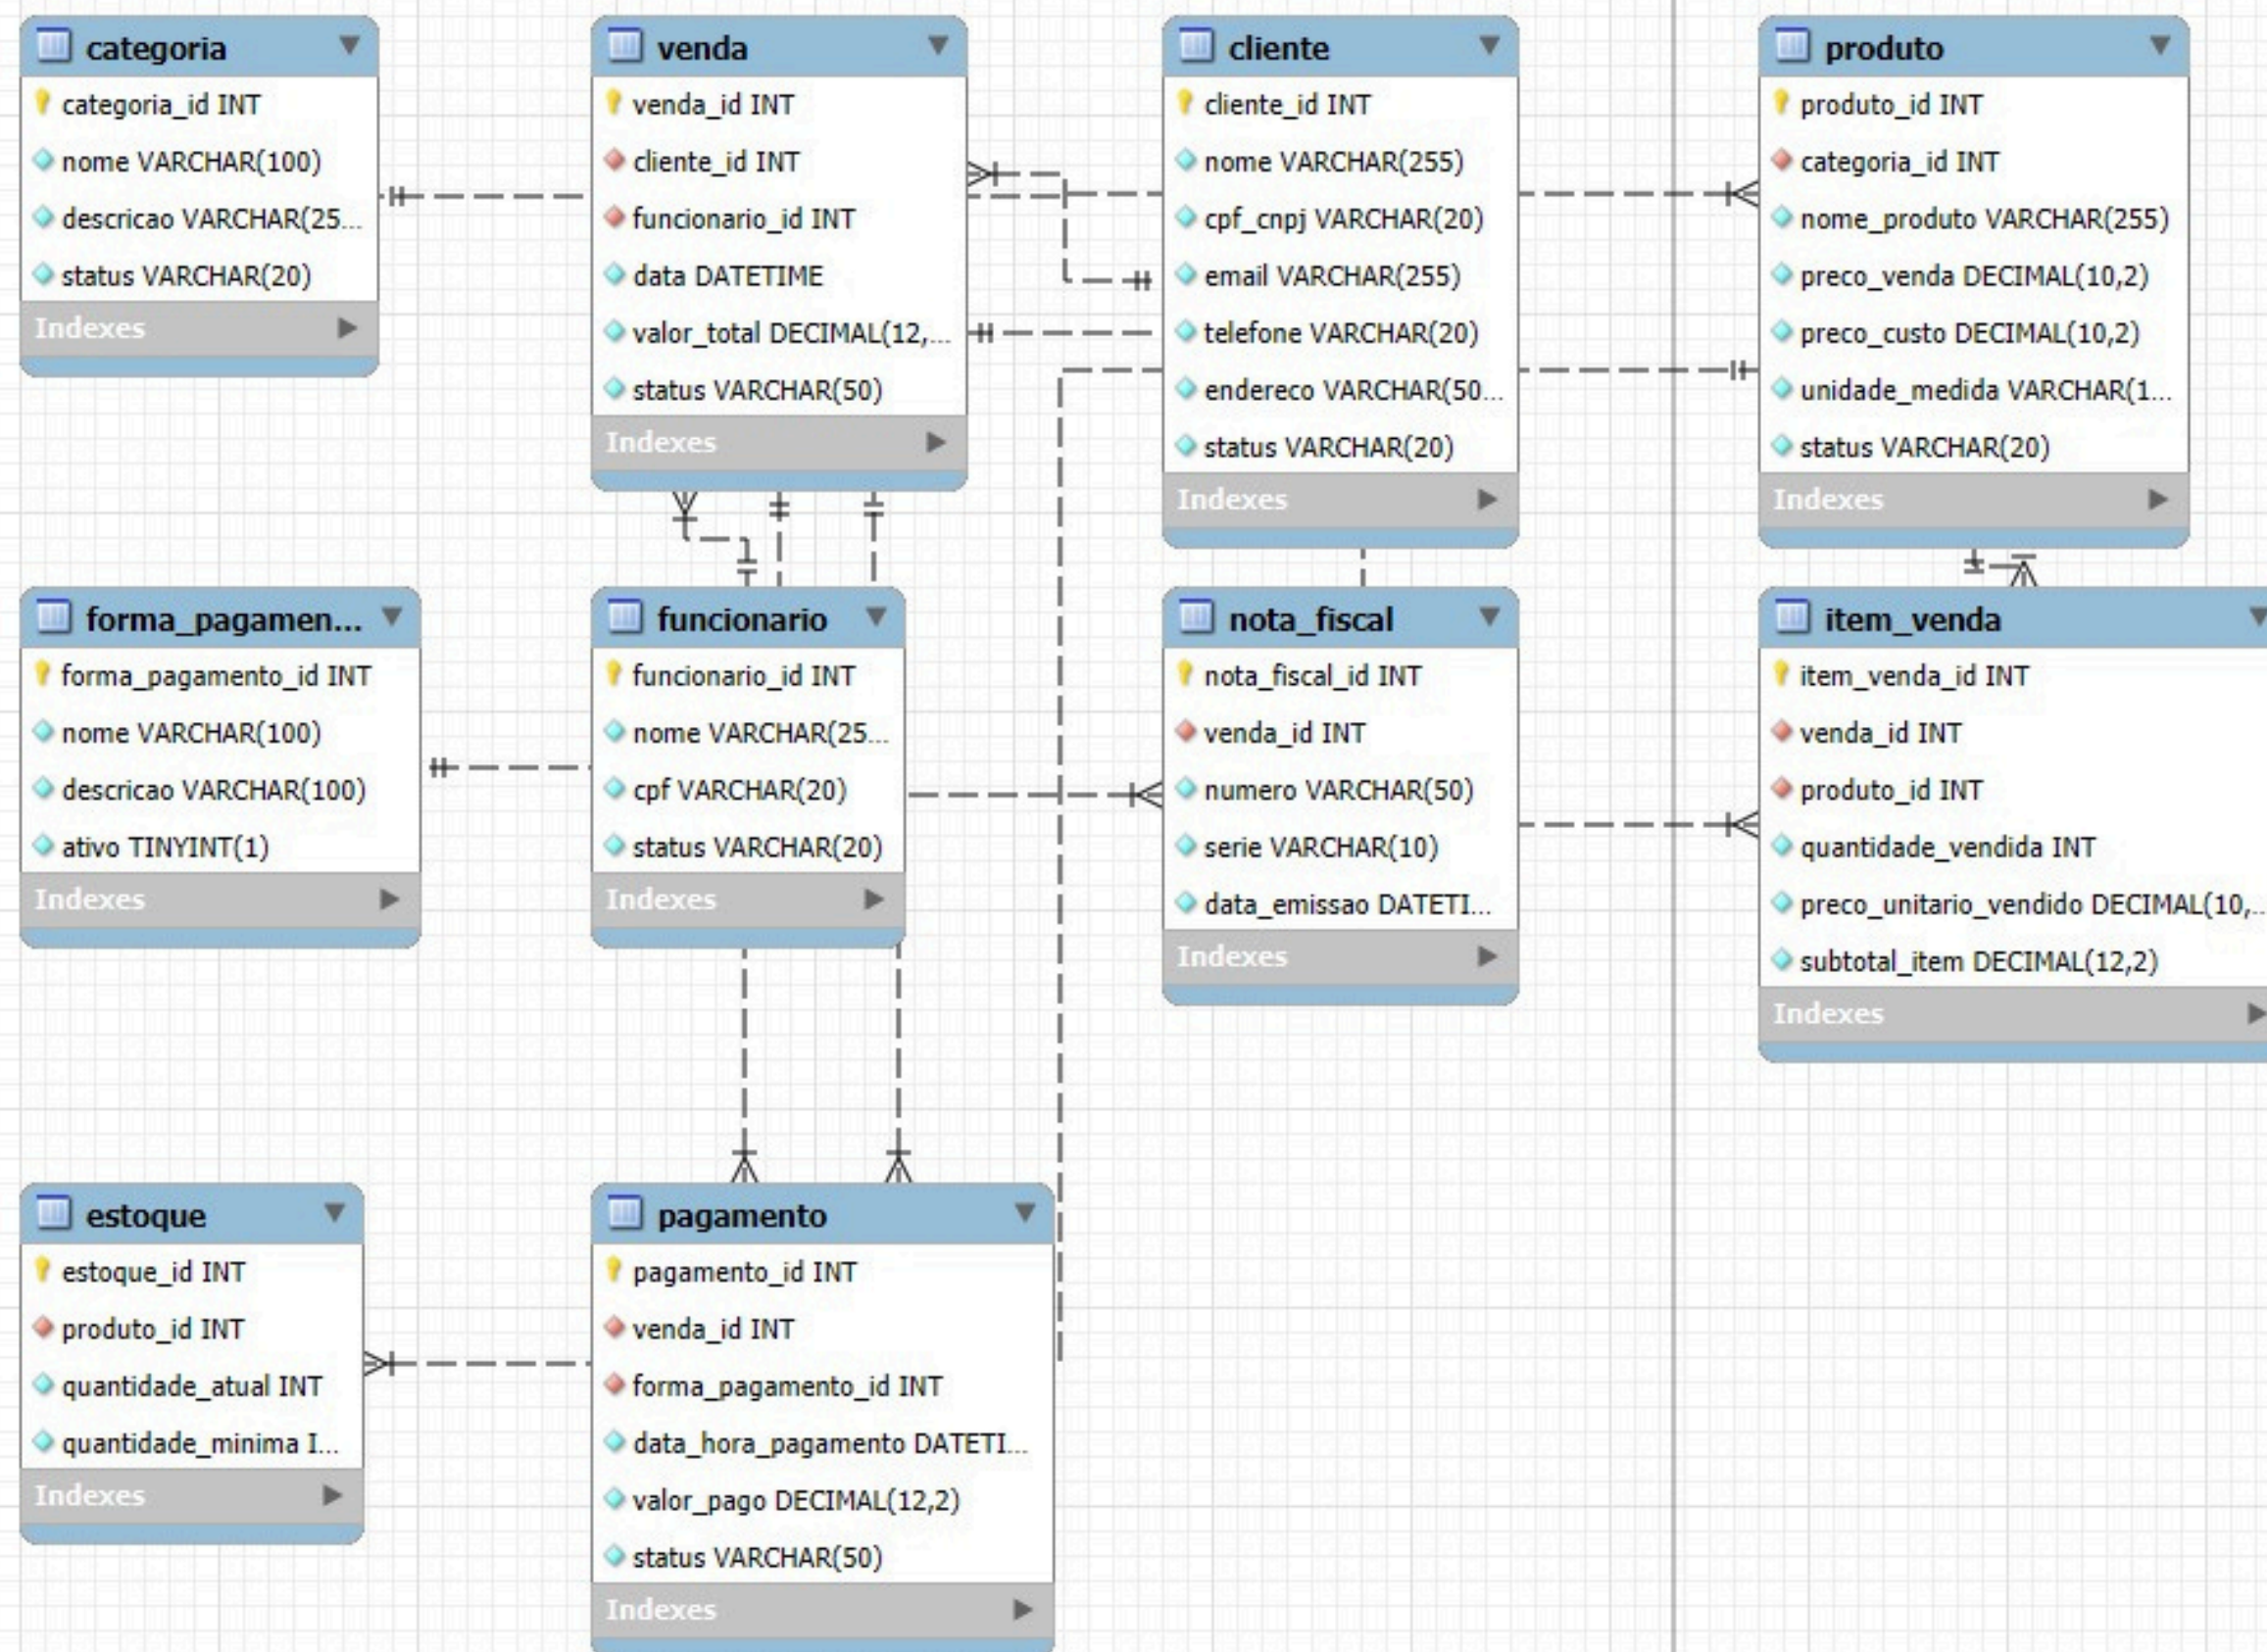 categoria
categoria_id INT
nome VARCHAR(100)
descricao VARCHAR(25...
status VARCHAR(20)
Indexes
venda
venda_id INT
cliente_id INT
funcionario_id INT
data DATETIME
valor_total DECIMAL(12,...
status VARCHAR(50)
Indexes
cliente
cliente_id INT
nome VARCHAR(255)
cpf_cnpj VARCHAR(20)
email VARCHAR(255)
telefone VARCHAR(20)
endereco VARCHAR(50...
status VARCHAR(20)
Indexes
produto
produto_id INT
categoria_id INT
nome_produto VARCHAR(255)
preco_venda DECIMAL(10,2)
preco_custo DECIMAL(10,2)
unidade_medida VARCHAR(1...
status VARCHAR(20)
Indexes
forma_pagamen...
forma_pagamento_id INT
nome VARCHAR(100)
descricao VARCHAR(100)
ativo TINYINT(1)
Indexes
funcionario
funcionario_id INT
nome VARCHAR(25...
cpf VARCHAR(20)
status VARCHAR(20)
Indexes
nota_fiscal
nota_fiscal_id INT
venda_id INT
numero VARCHAR(50)
serie VARCHAR(10)
data_emissao DATETI...
Indexes
item_venda
item_venda_id INT
venda_id INT
produto_id INT
quantidade_vendida INT
preco_unitario_vendido DECIMAL(10,...
subtotal_item DECIMAL(12,2)
Indexes
estoque
estoque_id INT
produto_id INT
quantidade_atual INT
quantidade_minima I...
Indexes
pagamento
pagamento_id INT
venda_id INT
forma_pagamento_id INT
data_hora_pagamento DATETI...
valor_pago DECIMAL(12,2)
status VARCHAR(50)
Indexes